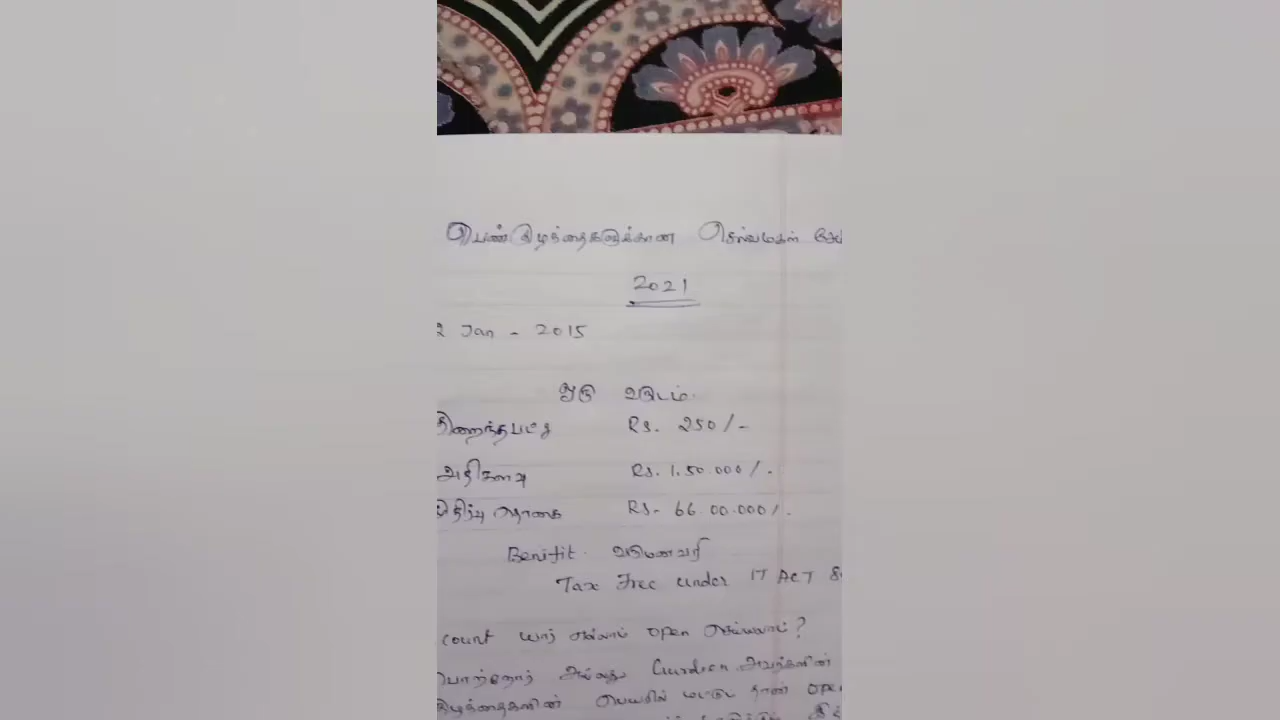 பெண் குழந்தைகளுக்கான செல்வமகள்
2021
2 Jan - 2015
ஒரு வருடம்
குறைந்தபட்ச Rs. 250/-
அதிகளவு Rs. 1.50.000/-
முதிர்வு தொகை Rs- 66.00.000/-
Benifit வருமானவரி
Tax Free under IT ACT
count யார் எல்லாம் open செய்யலாம்?
பெற்றோர் அல்லது Gurdian அவர்களின்
குழந்தைகளின் பெயரில் மட்டும் தான் open